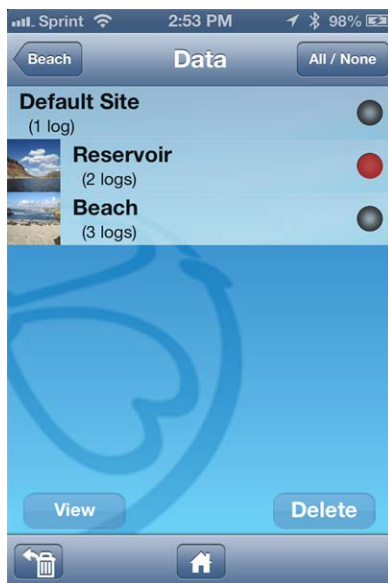 Sprint 2:53 PM 98%
Beach Data All / None
Default Site
(1 log)
Reservoir
(2 logs)
Beach
(3 logs)
View Delete